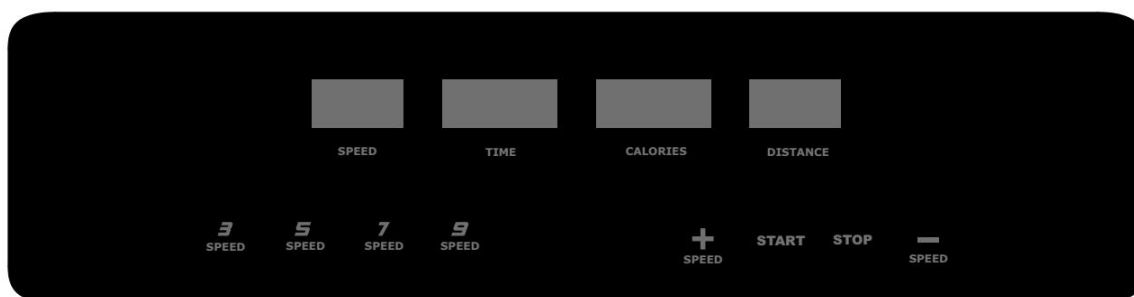 SPEED TIME CALORIES DISTANCE
3 5 7 9 + START STOP −
SPEED SPEED SPEED SPEED SPEED SPEED